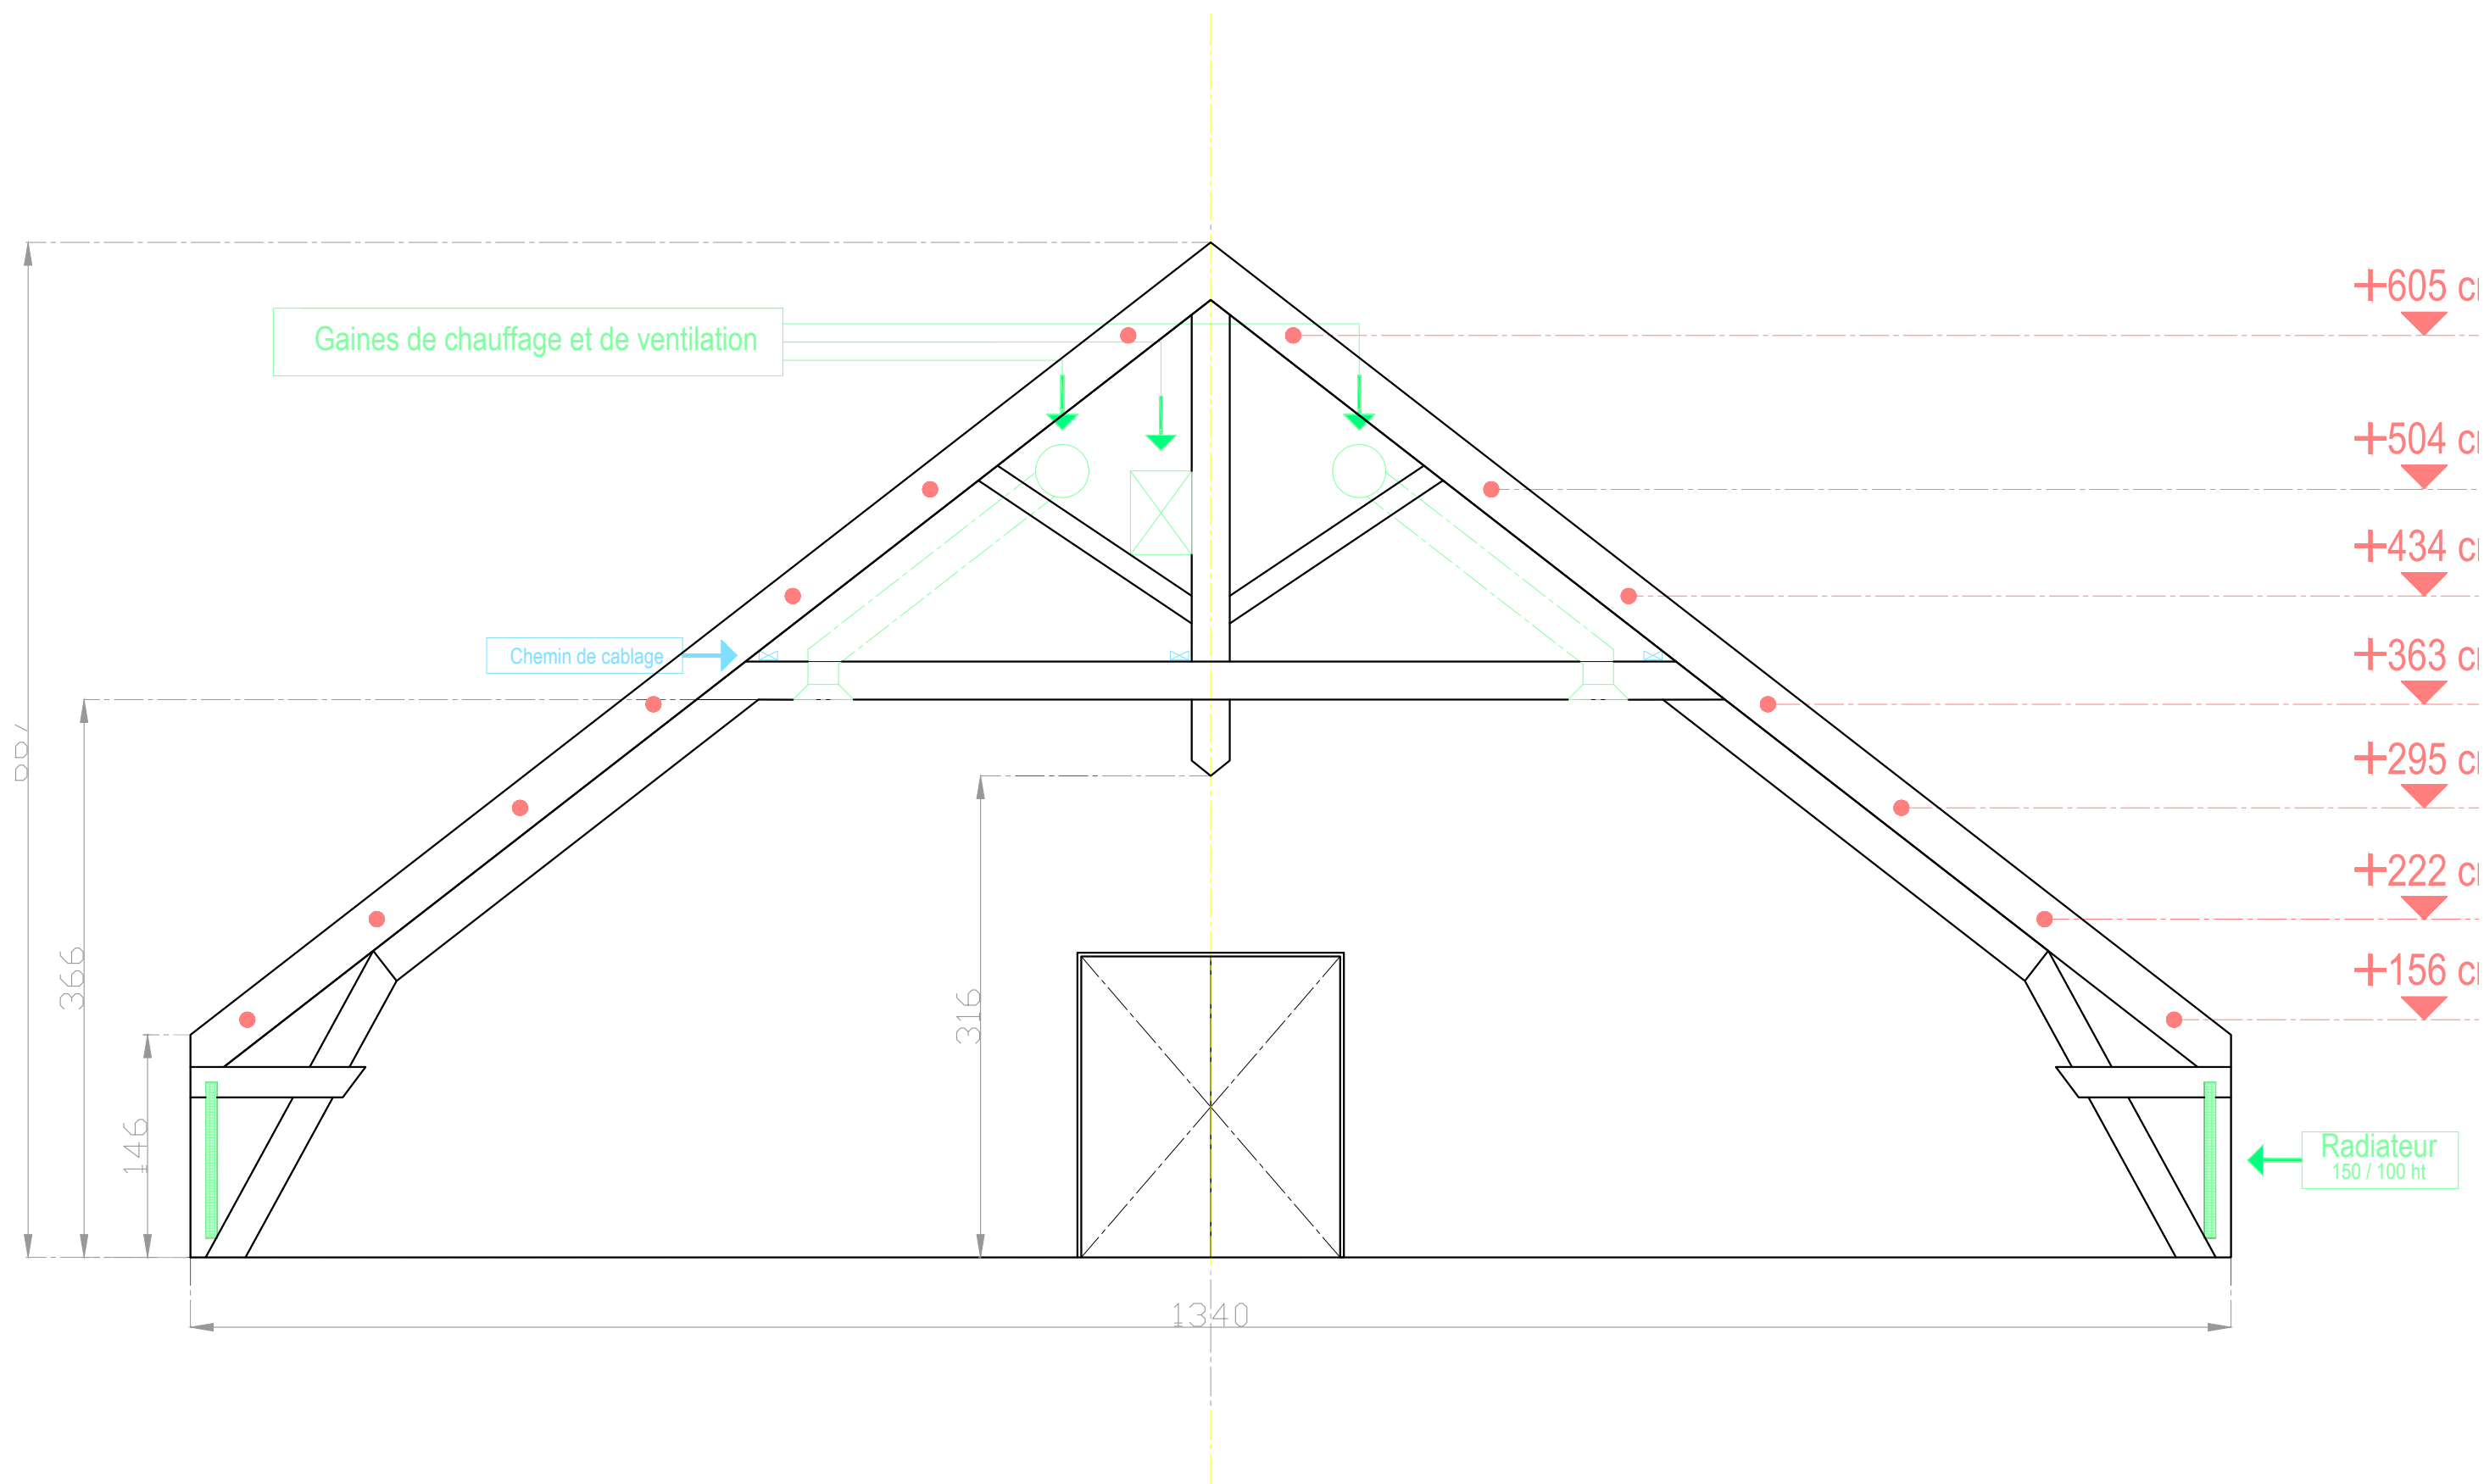 +605
Gaines de chauffage et de ventilation
+504
+434
Chemin de cablage
+363
+295
+222
366
316
+156
146
Radiateur
150 / 100 ht
1340